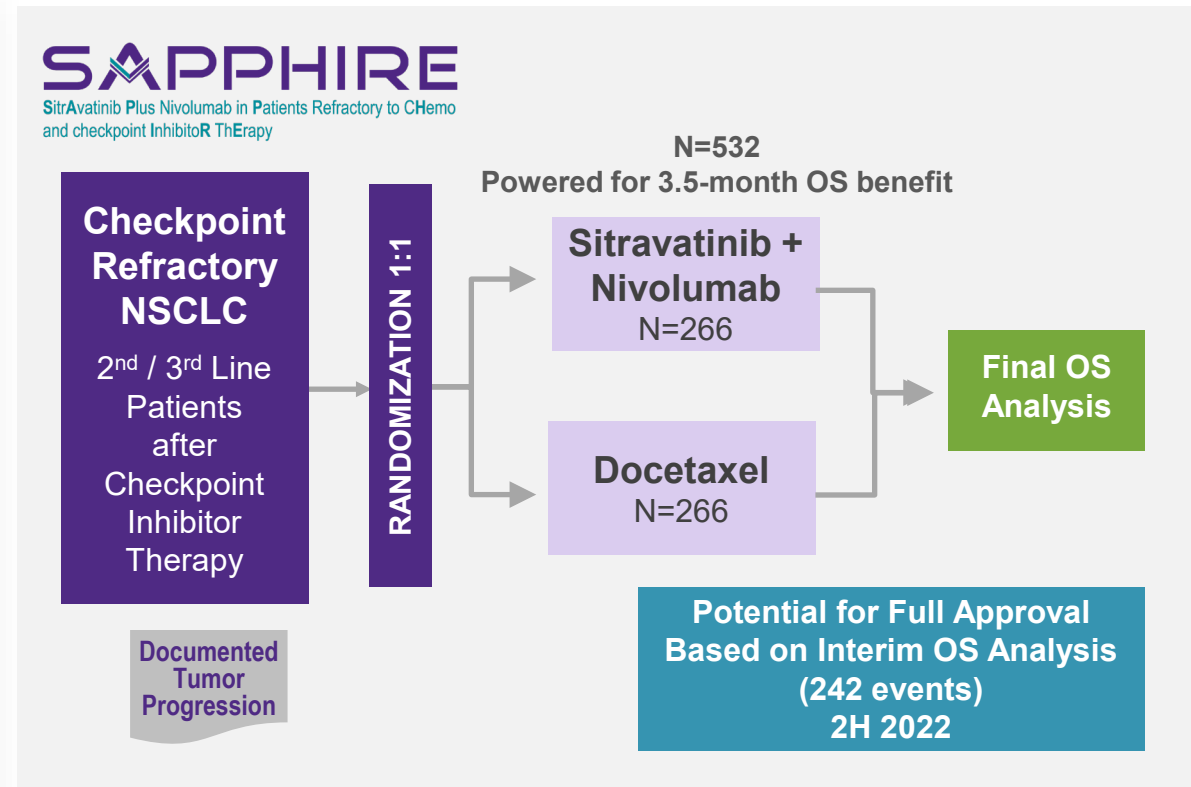 SAPPHIRE
SitrAvatinib Plus Nivolumab in Patients Refractory to CHemo
and checkpoint InhibitoR ThErapy
N=532
Powered for 3.5-month OS benefit
Checkpoint
Refractory
NSCLC
2nd / 3rd Line
Patients
after
Checkpoint
Inhibitor
Therapy
RANDOMIZATION 1:1
Sitravatinib +
Nivolumab
N=266
Docetaxel
N=266
Final OS
Analysis
Documented
Tumor
Progression
Potential for Full Approval
Based on Interim OS Analysis
(242 events)
2H 2022